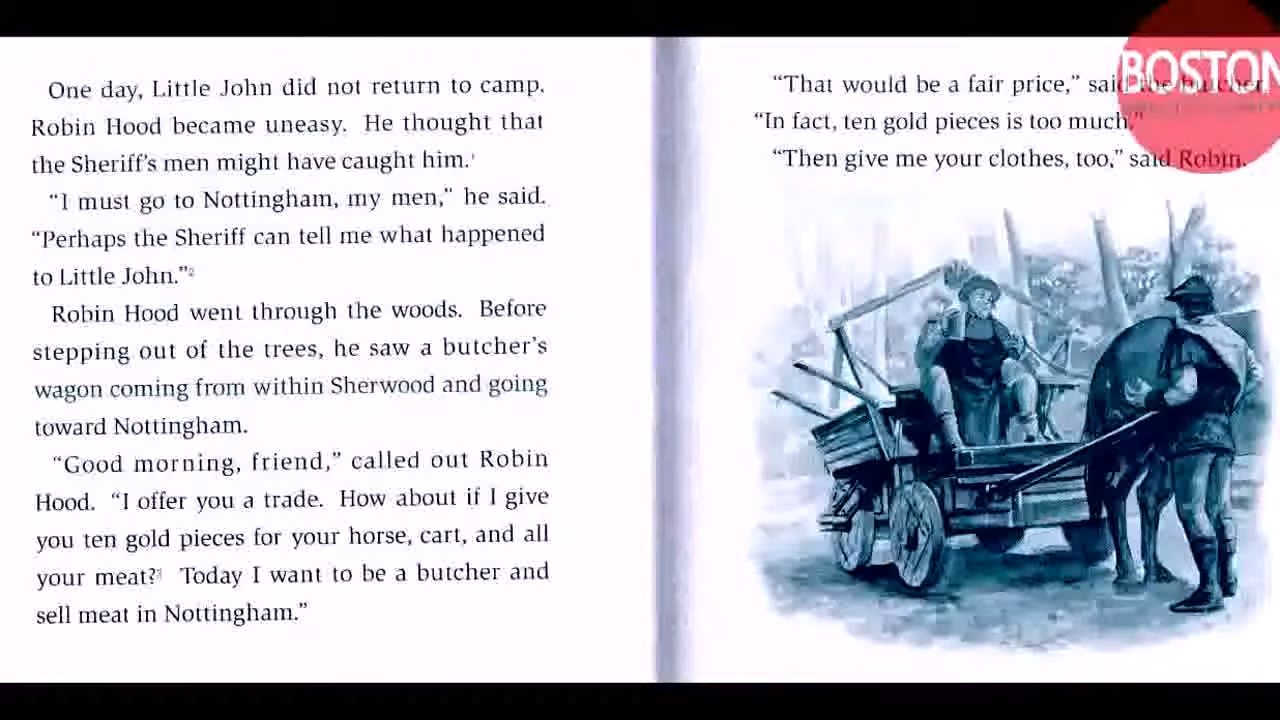 One day, Little John did not return to camp.
Robin Hood became uneasy. He thought that
the Sheriff's men might have caught him.¹
"I must go to Nottingham, my men," he said.
"Perhaps the Sheriff can tell me what happened
to Little John."²
Robin Hood went through the woods. Before
stepping out of the trees, he saw a butcher's
wagon coming from within Sherwood and going
toward Nottingham.
"Good morning, friend," called out Robin
Hood. "I offer you a trade. How about if I give
you ten gold pieces for your horse, cart, and all
your meat?³ Today I want to be a butcher and
sell meat in Nottingham."
"That would be a fair price," said the butcher.
"In fact, ten gold pieces is too much."
"Then give me your clothes, too," said Robin.
BOSTON